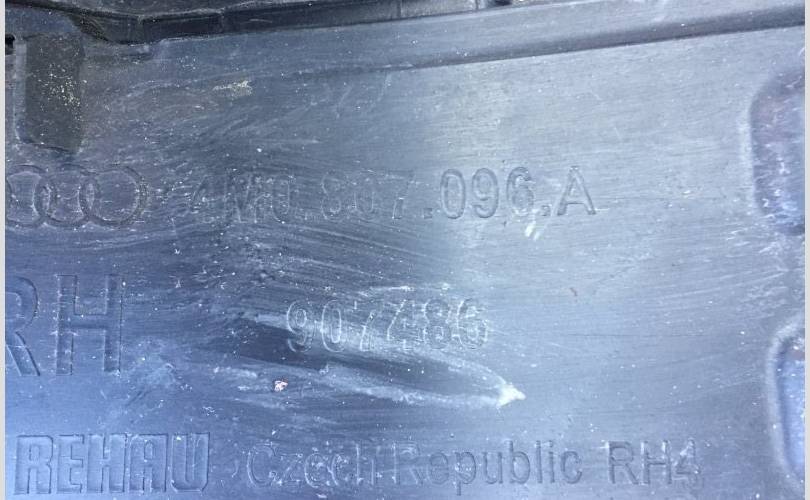 4M0.807.096.A
RH
907486
REHAU Czech Republic RH4